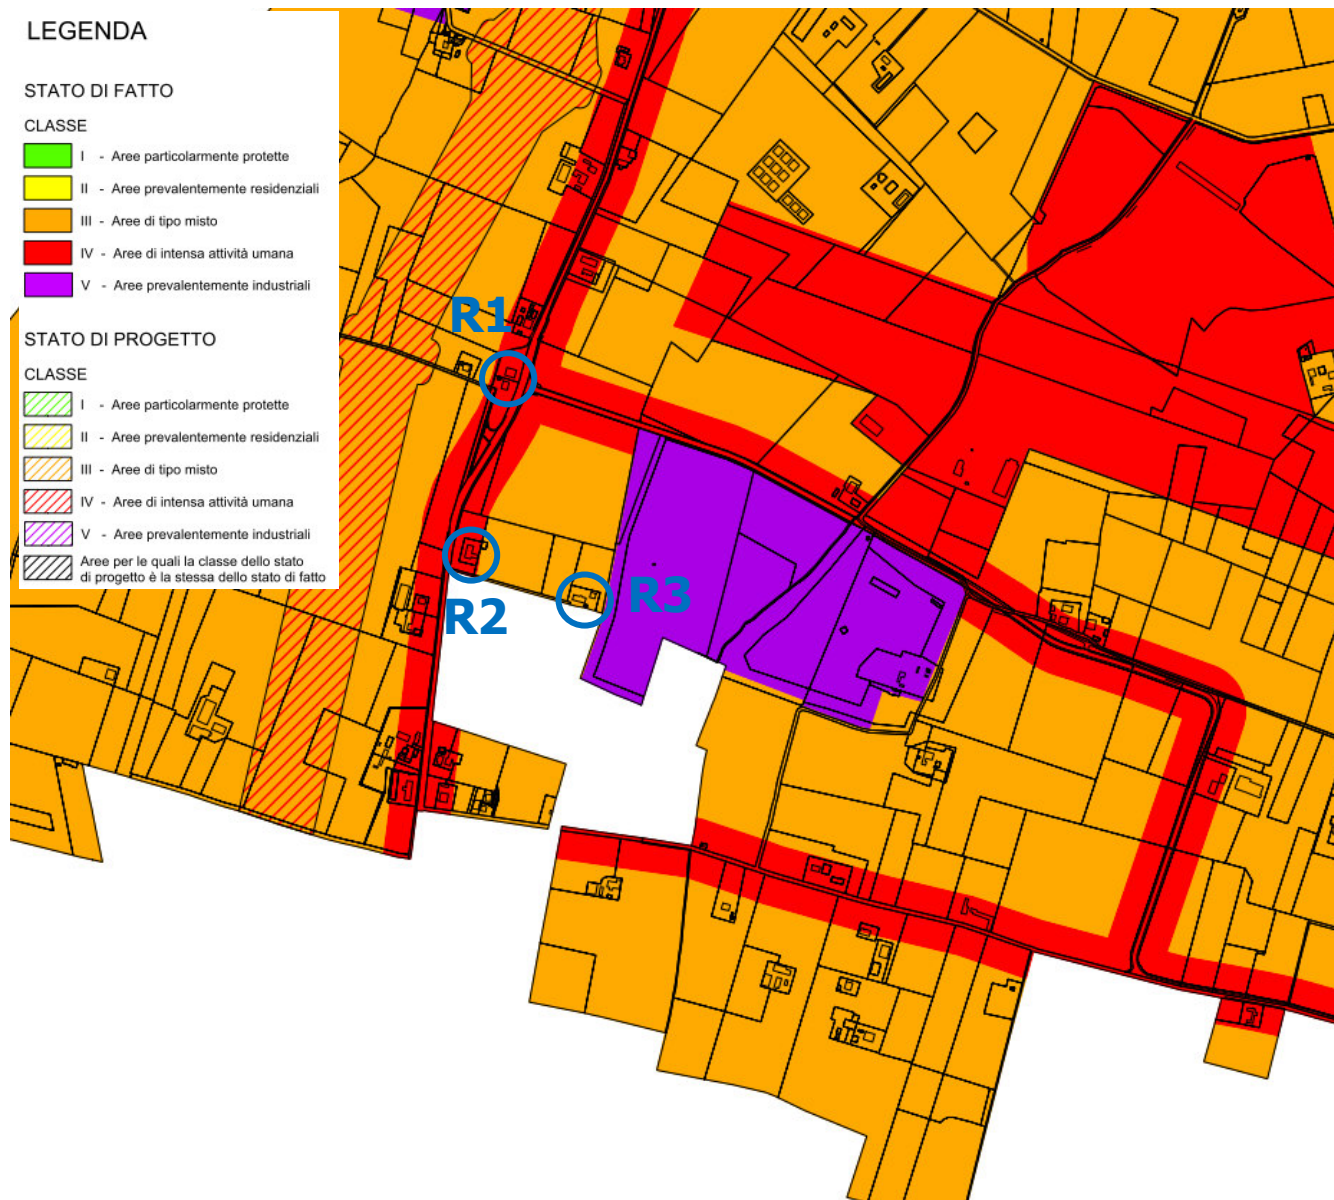 LEGENDA
STATO DI FATTO
CLASSE
I - Aree particolarmente protette
II - Aree prevalentemente residenziali
III - Aree di tipo misto
IV - Aree di intensa attività umana
V - Aree prevalentemente industriali
STATO DI PROGETTO
CLASSE
I - Aree particolarmente protette
II - Aree prevalentemente residenziali
III - Aree di tipo misto
IV - Aree di intensa attività umana
V - Aree prevalentemente industriali
Aree per le quali la classe dello stato
di progetto è la stessa dello stato di fatto
R1
R2
R3